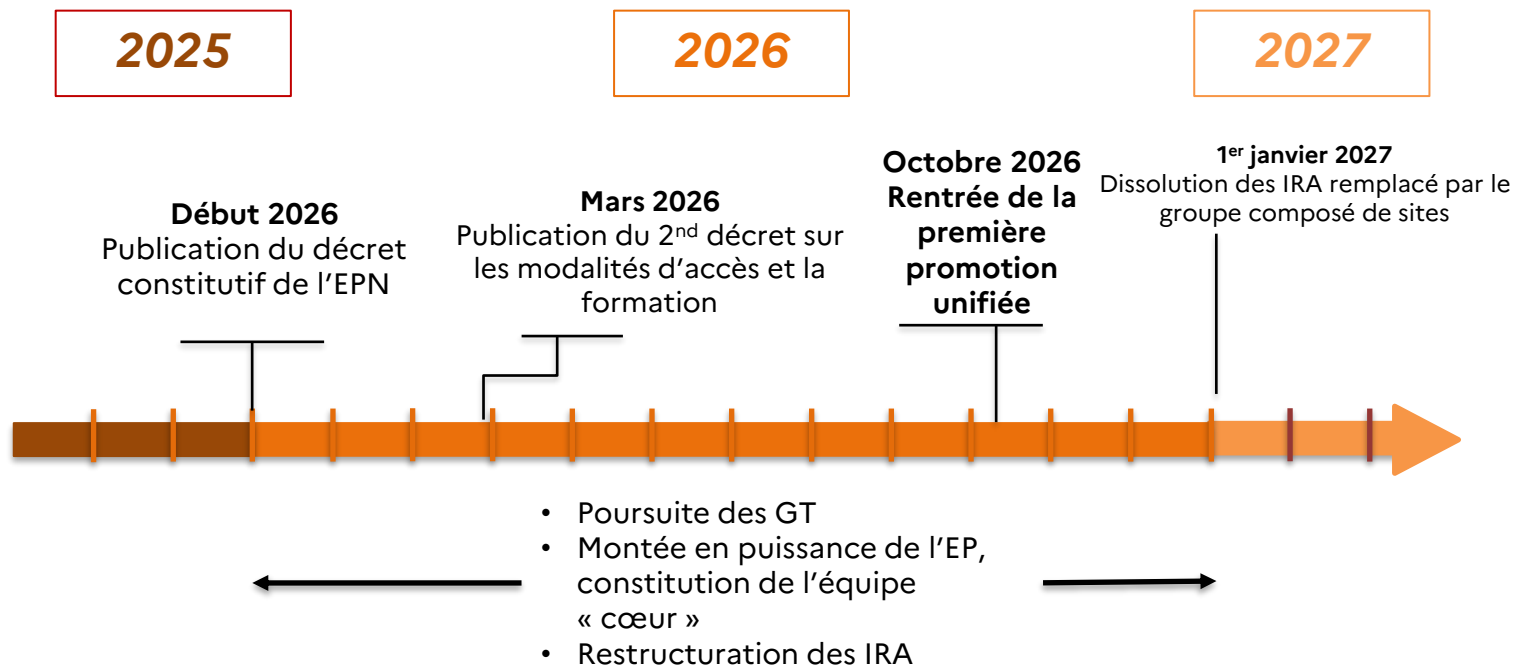 2025
2026
2027
Début 2026
Publication du décret
constitutif de l’EPN
Mars 2026
Publication du 2nd décret sur
les modalités d’accès et la
formation
Octobre 2026
Rentrée de la
première
promotion
unifiée
1er janvier 2027
Dissolution des IRA remplacé par le
groupe composé de sites
• Poursuite des GT
• Montée en puissance de l’EP,
constitution de l’équipe
« cœur »
• Restructuration des IRA